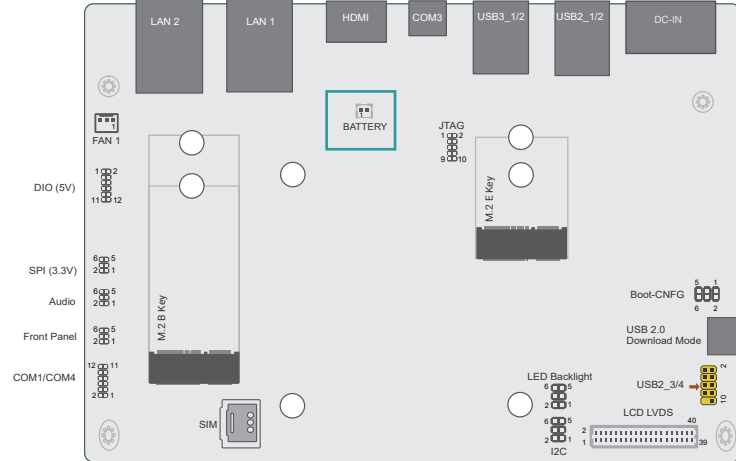 LAN 2
LAN 1
HDMI
COM3
USB3_1/2
USB2_1/2
DC-IN
1
BATTERY
1
FAN 1
JTAG
1 2
9 10
DIO (5V)
1 2
11 12
M.2 E Key
SPI (3.3V)
6 5
2 1
Audio
6 5
2 1
Front Panel
6 5
2 1
COM1/COM4
12 11
2 1
M.2 B Key
SIM
Boot-CNFG
5 1
6 2
USB 2.0
Download Mode
USB2_3/4
2
10
LED Backlight
6 5
2 1
6 5
2 1
I2C
LCD LVDS
40
2
1
39